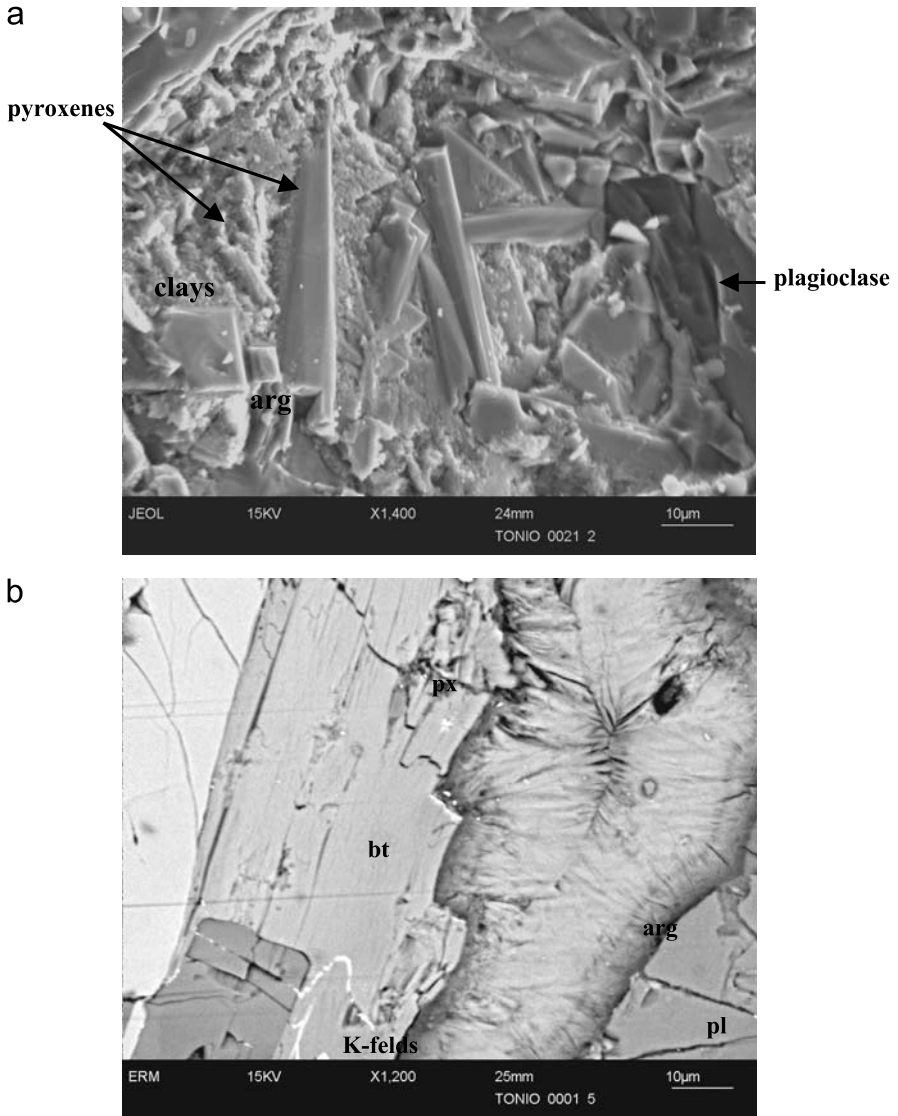 a
pyroxenes
clays
plagioclase
arg
JEOL 15KV X1,400 24mm 10µm
TONIO 0021 2
b
px
bt
arg
pl
K-felds
ERM 15KV X1,200 25mm 10µm
TONIO 0001 5